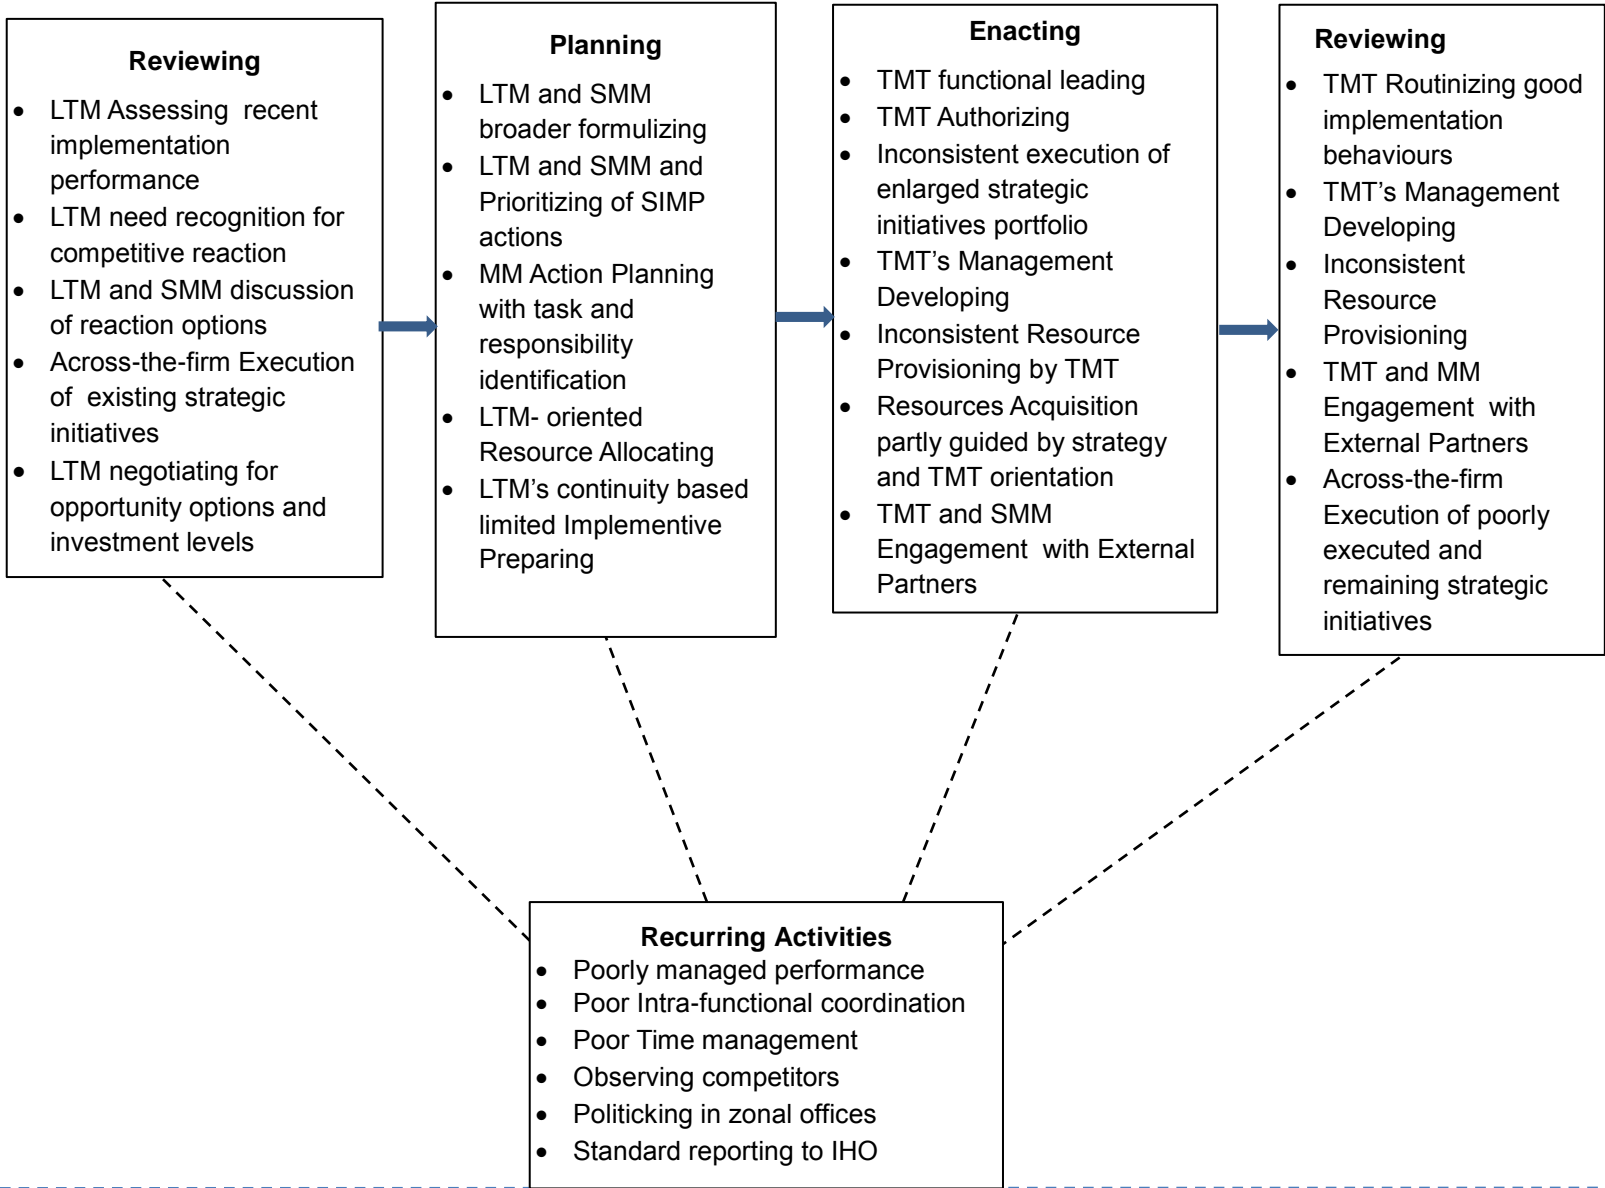 Reviewing
LTM Assessing recent
implementation
performance
LTM need recognition for
competitive reaction
LTM and SMM discussion
of reaction options
Across-the-firm Execution
of existing strategic
initiatives
LTM negotiating for
opportunity options and
investment levels
Planning
LTM and SMM
broader formulizing
LTM and SMM and
Prioritizing of SIMP
actions
MM Action Planning
with task and
responsibility
identification
LTM- oriented
Resource Allocating
LTM’s continuity based
limited Implementive
Preparing
Enacting
TMT functional leading
TMT Authorizing
Inconsistent execution of
enlarged strategic
initiatives portfolio
TMT’s Management
Developing
Inconsistent Resource
Provisioning by TMT
Resources Acquisition
partly guided by strategy
and TMT orientation
TMT and SMM
Engagement with External
Partners
Reviewing
TMT Routinizing good
implementation
behaviours
TMT’s Management
Developing
Inconsistent
Resource
Provisioning
TMT and MM
Engagement with
External Partners
Across-the-firm
Execution of poorly
executed and
remaining strategic
initiatives
Recurring Activities
Poorly managed performance
Poor Intra-functional coordination
Poor Time management
Observing competitors
Politicking in zonal offices
Standard reporting to IHO